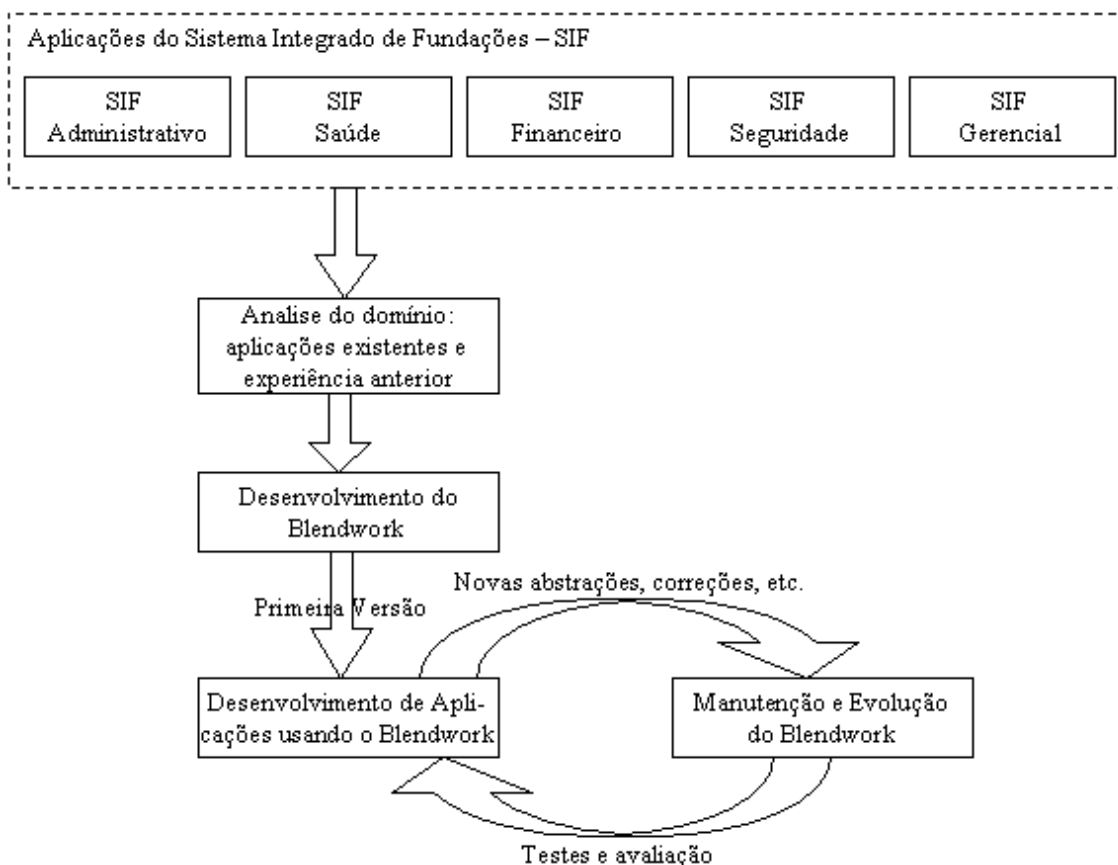 Aplicações do Sistema Integrado de Fundações – SIF
SIF
Administrativo
SIF
Saúde
SIF
Financeiro
SIF
Seguridade
SIF
Gerencial
Analise do domínio:
aplicações existentes e
experiência anterior
Desenvolvimento do
Blendwork
Novas abstrações, correções, etc.
Primeira Versão
Desenvolvimento de Apli-
cações usando o Blendwork
Manutenção e Evolução
do Blendwork
Testes e avaliação